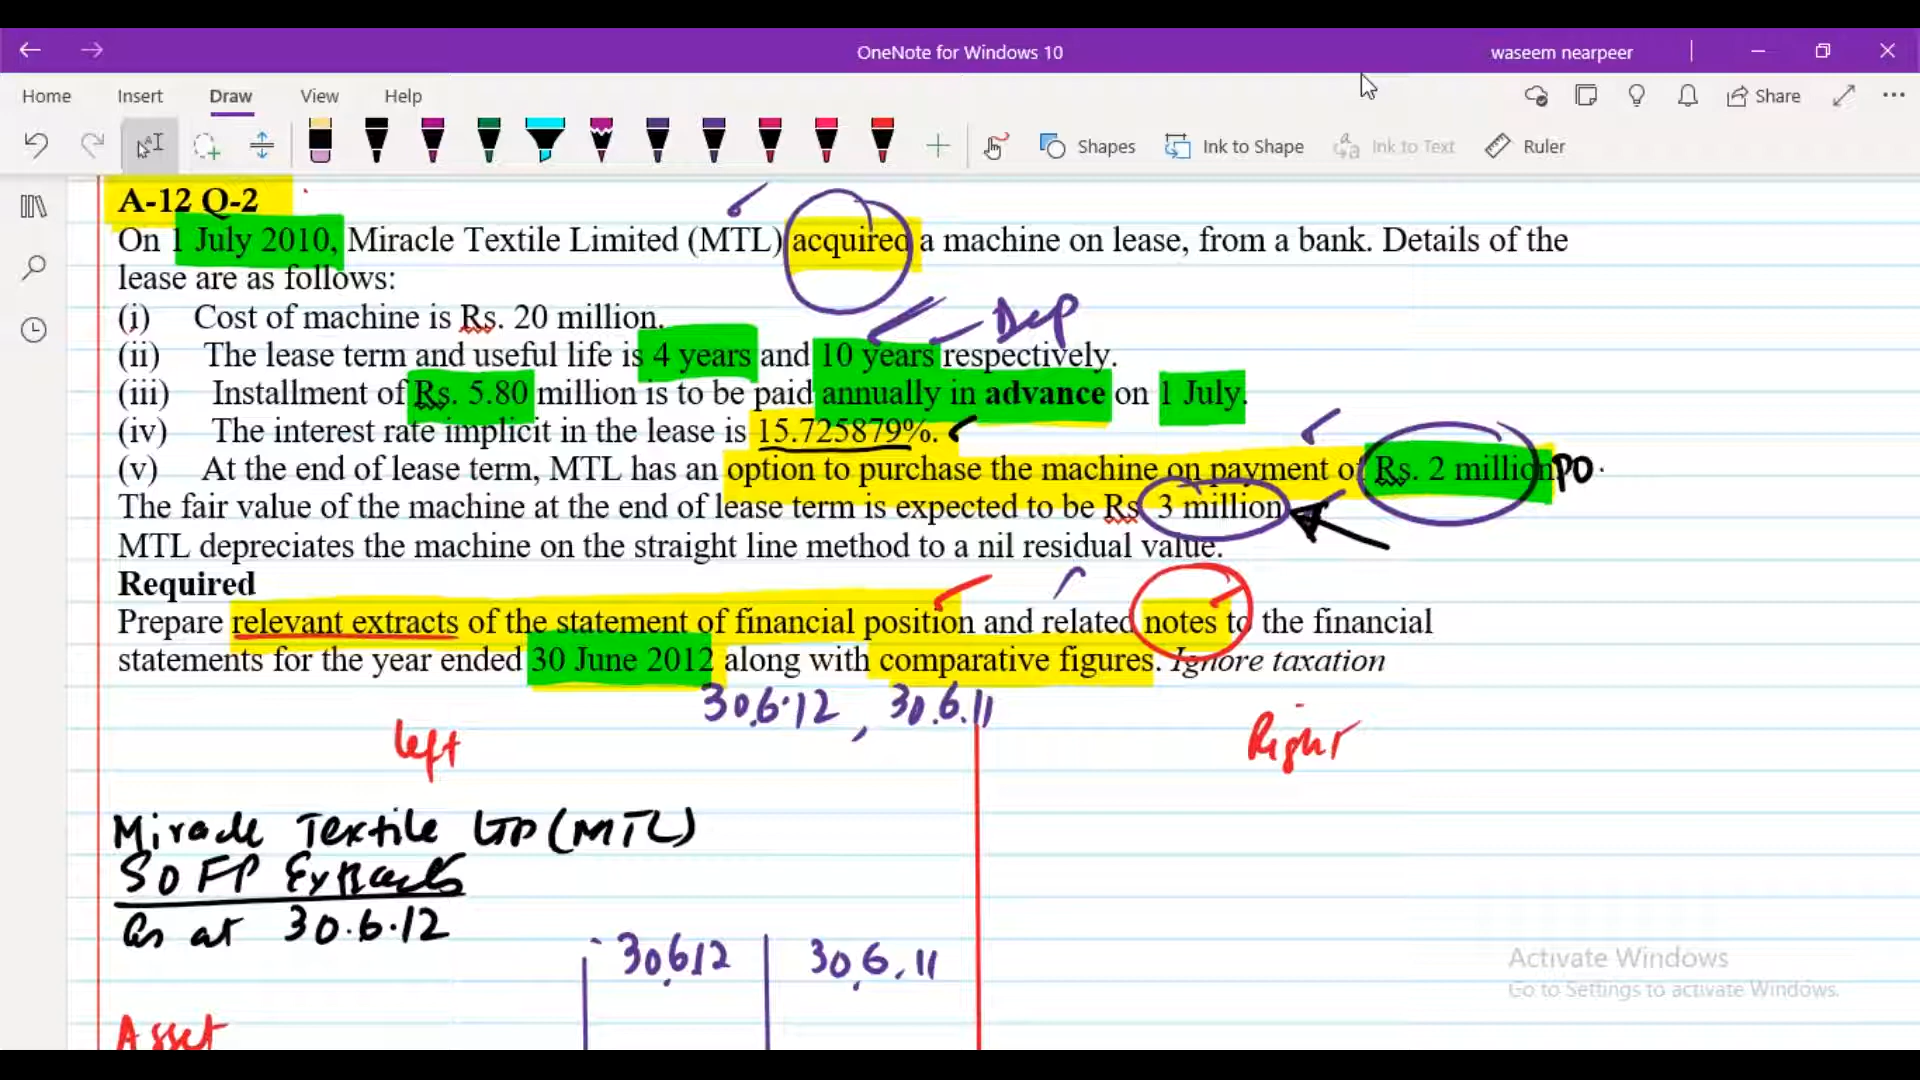 OneNote for Windows 10
waseem nearpeer
Home Insert Draw View Help
Share
Shapes Ink to Shape Ink to Text Ruler
A-12 Q-2
On 1 July 2010, Miracle Textile Limited (MTL) acquired a machine on lease, from a bank. Details of the
lease are as follows:
(i) Cost of machine is Rs. 20 million.
Dep
(ii) The lease term and useful life is 4 years and 10 years respectively.
(iii) Installment of Rs. 5.80 million is to be paid annually in advance on 1 July.
(iv) The interest rate implicit in the lease is 15.725879%.
(v) At the end of lease term, MTL has an option to purchase the machine on payment of Rs. 2 million PO.
The fair value of the machine at the end of lease term is expected to be Rs 3 million
MTL depreciates the machine on the straight line method to a nil residual value.
Required
Prepare relevant extracts of the statement of financial position and related notes to the financial
statements for the year ended 30 June 2012 along with comparative figures. Ignore taxation
30.6.12, 30.6.11
left
Right
Miracle Textile LTD (MTL)
SOFP Extracts
As at 30.6.12
30.6.12 30.6.11
Asset
Activate Windows
Go to Settings to activate Windows.